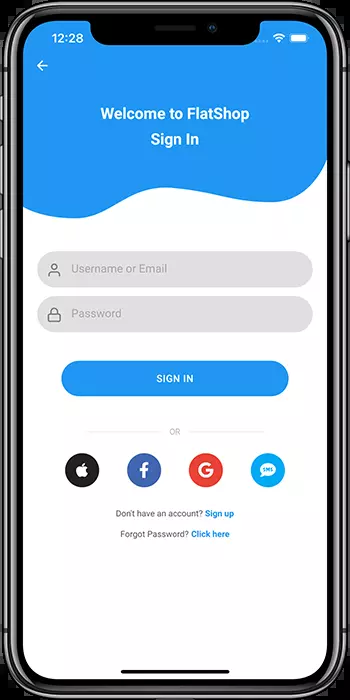 12:28
Welcome to FlatShop
Sign In
Username or Email
Password
SIGN IN
OR
f G SMS
Don't have an account? Sign up
Forgot Password? Click here